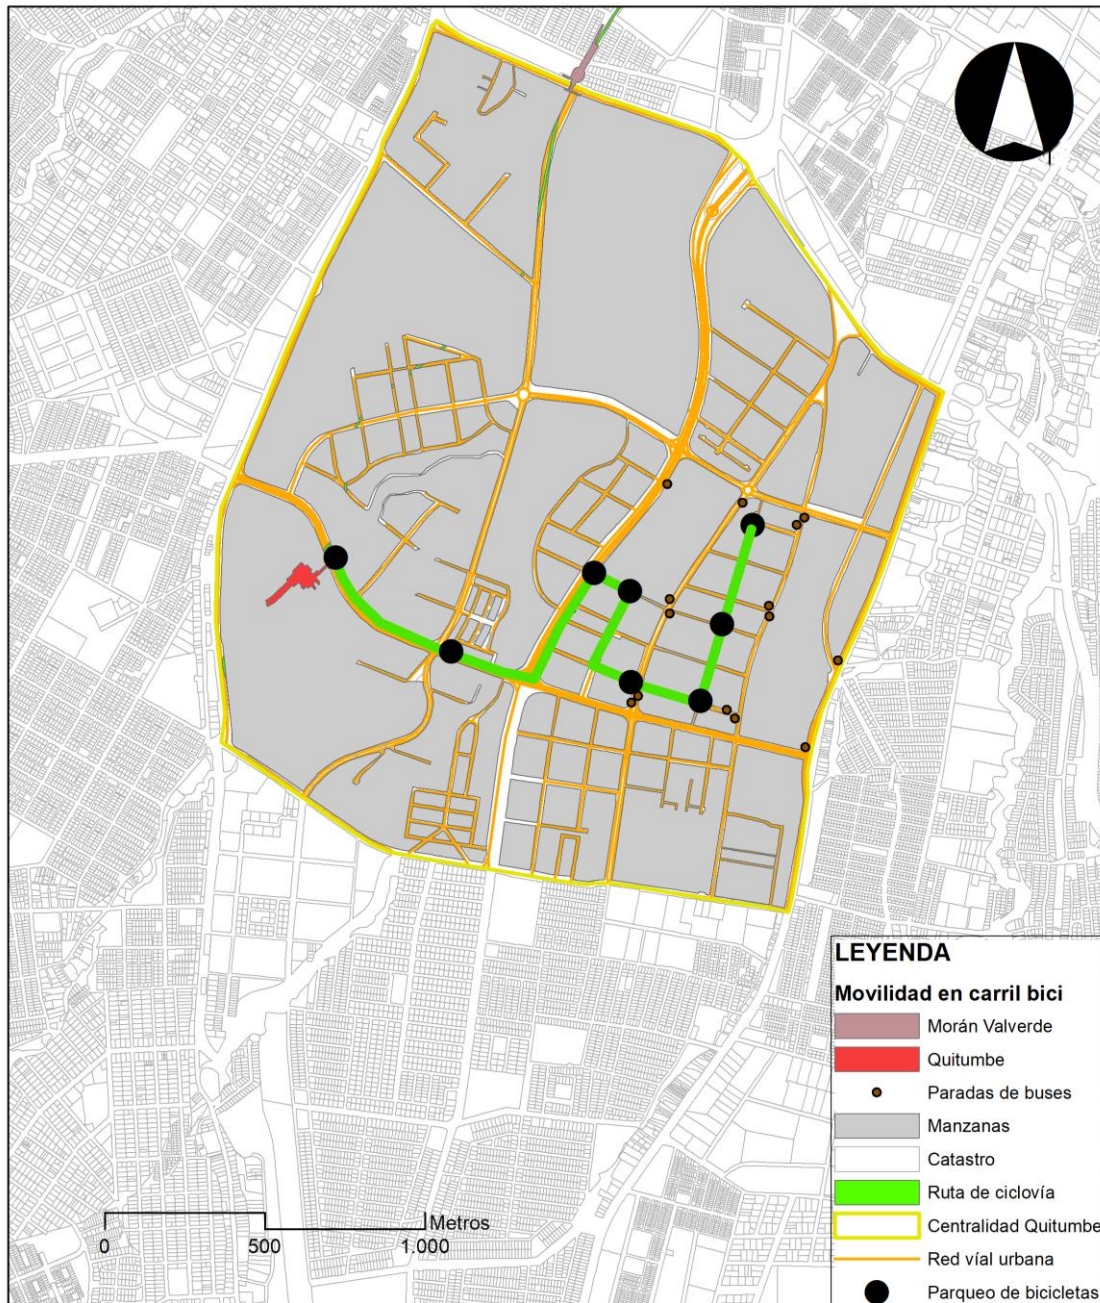 LEYENDA
Movilidad en carril bici
Morán Valverde
Quitumbe
Paradas de buses
Manzanas
Catastro
Ruta de ciclovía
Centralidad Quitumbe
Red víal urbana
Parqueo de bicicletas
Metros
0 500 1.000